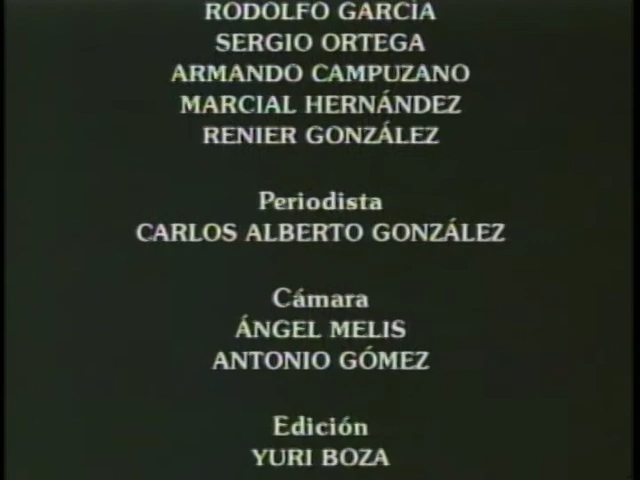 RODOLFO GARCÍA
SERGIO ORTEGA
ARMANDO CAMPUZANO
MARCIAL HERNÁNDEZ
RENIER GONZÁLEZ
Periodista
CARLOS ALBERTO GONZÁLEZ
Cámara
ÁNGEL MELIS
ANTONIO GÓMEZ
Edición
YURI BOZA